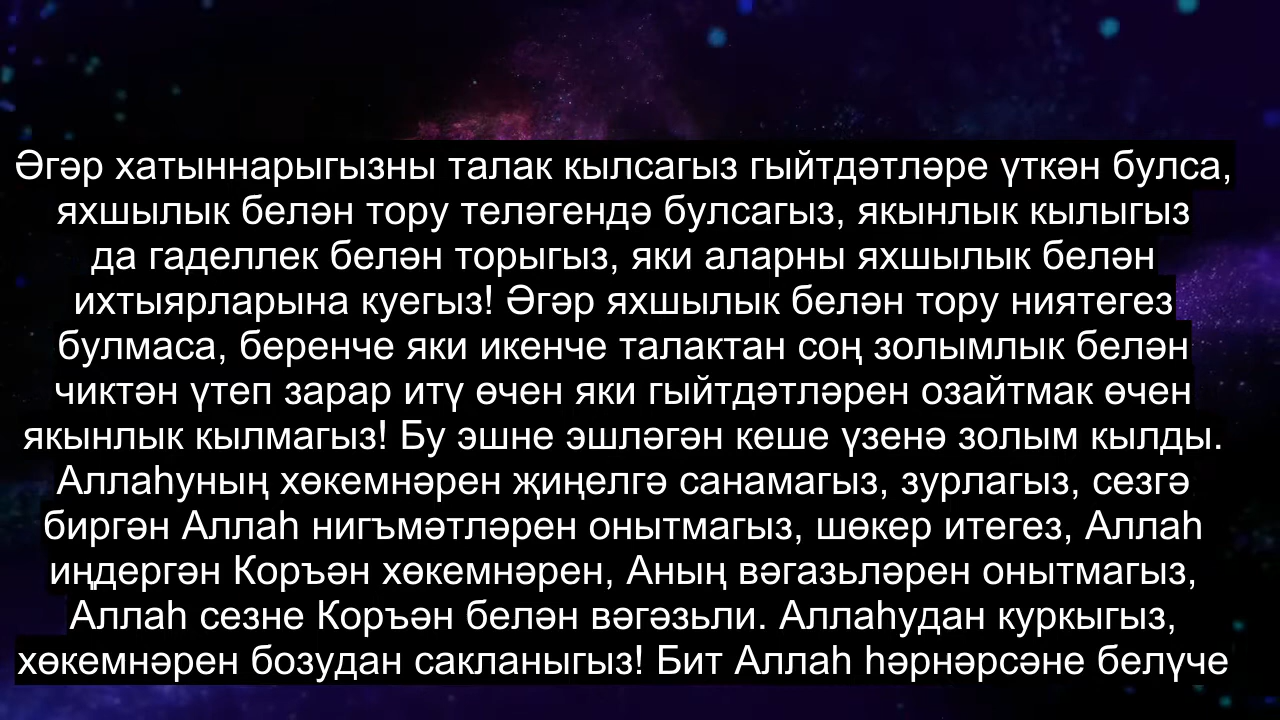 Әгәр хатыннарыгызны талак кылсагыз гыйтдәтләре үткән булса,
яхшылык белән тору теләгендә булсагыз, якынлык кылыгыз
да гаделлек белән торыгыз, яки аларны яхшылык белән
ихтыярларына куегыз! Әгәр яхшылык белән тору ниятегез
булмаса, беренче яки икенче талактан соң золымлык белән
чиктән үтеп зарар итү өчен яки гыйтдәтләрен озайтмак өчен
якынлык кылмагыз! Бу эшне эшләгән кеше үзенә золым кылды.
Аллаһуның хөкемнәрен җиңелгә санамагыз, зурлагыз, сезгә
биргән Аллаһ нигъмәтләрен онытмагыз, шөкер итегез, Аллаһ
иңдергән Коръән хөкемнәрен, Аның вәгазьләрен онытмагыз,
Аллаһ сезне Коръән белән вәгәзьли. Аллаһудан куркыгыз,
хөкемнәрен бозудан сакланыгыз! Бит Аллаһ һәрнәрсәне белүче